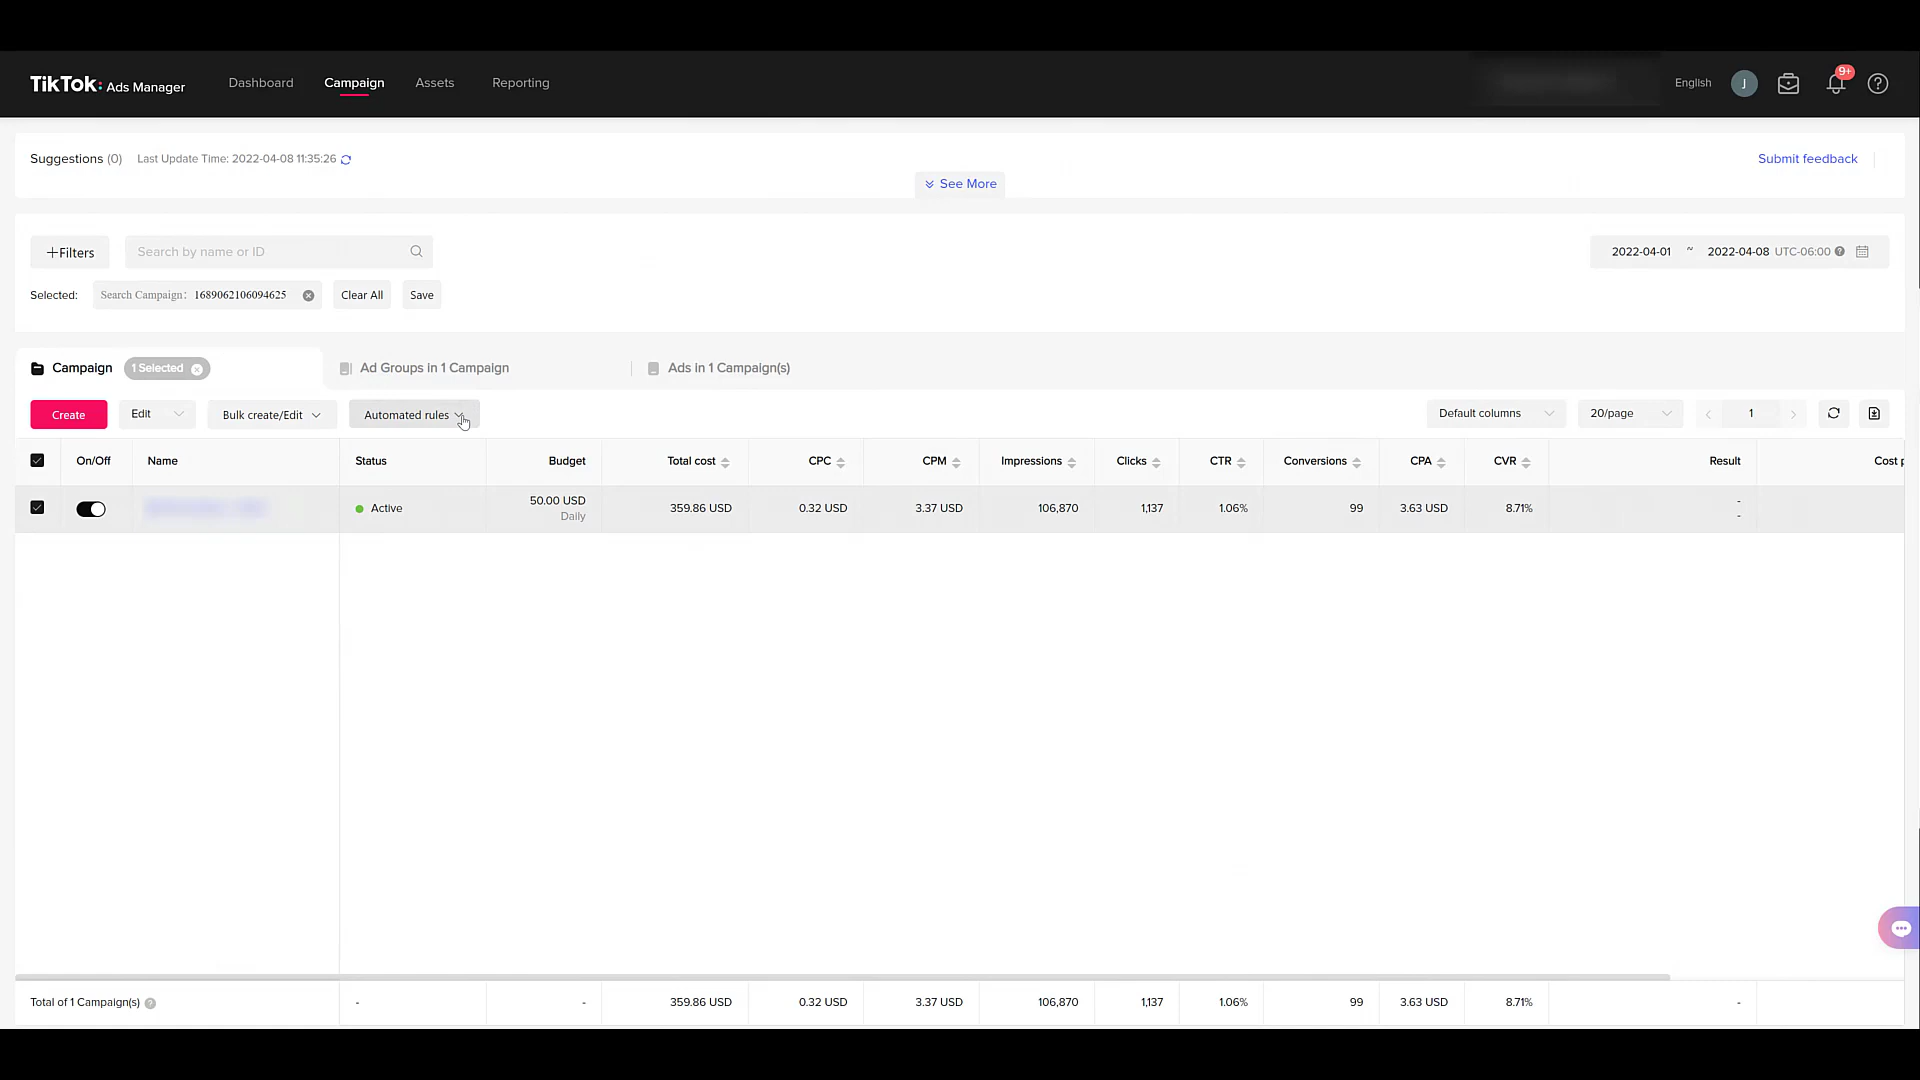 TikTok: Ads Manager Dashboard Campaign Assets Reporting English J 9+
Suggestions (0) Last Update Time: 2022-04-08 11:35:26 Submit feedback
See More
+Filters Search by name or ID 2022-04-01 ~ 2022-04-08 UTC-06:00
Selected: Search Campaign: 1689062106094625 Clear All Save
Campaign 1 Selected Ad Groups in 1 Campaign Ads in 1 Campaign(s)
Create Edit Bulk create/Edit Automated rules Default columns 20/page 1
On/Off Name Status Budget Total cost CPC CPM Impressions Clicks CTR Conversions CPA CVR Result Cost p
Active 50.00 USD 359.86 USD 0.32 USD 3.37 USD 106,870 1,137 1.06% 99 3.63 USD 8.71% -
Daily -
Total of 1 Campaign(s) - - 359.86 USD 0.32 USD 3.37 USD 106,870 1,137 1.06% 99 3.63 USD 8.71% -